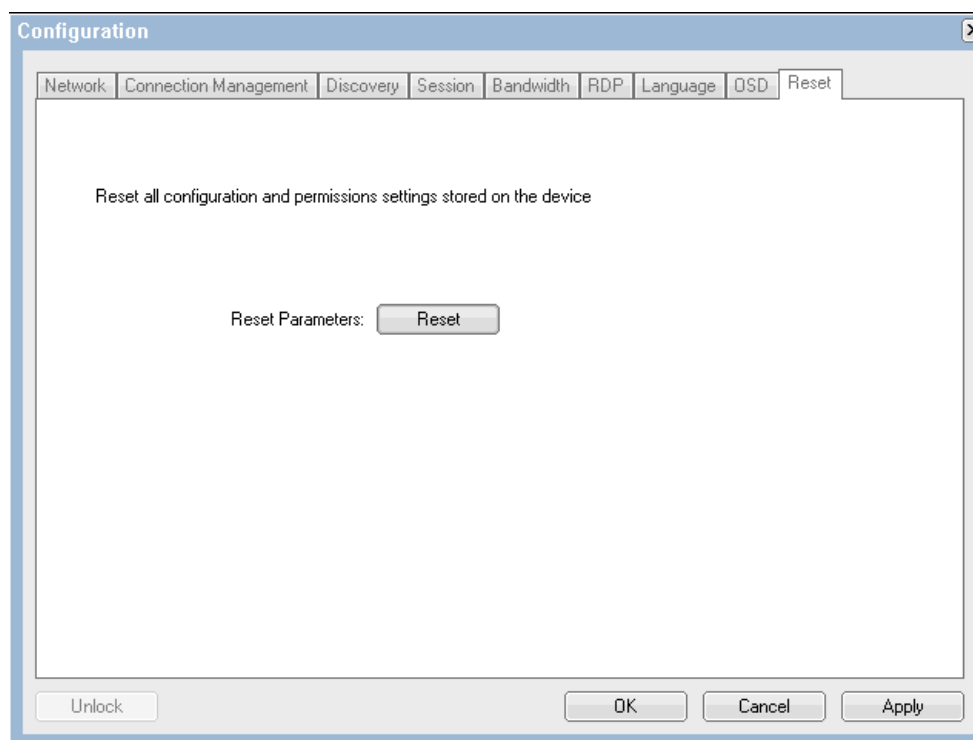 Configuration
Network Connection Management Discovery Session Bandwidth RDP Language OSD Reset
Reset all configuration and permissions settings stored on the device
Reset Parameters: Reset
Unlock OK Cancel Apply